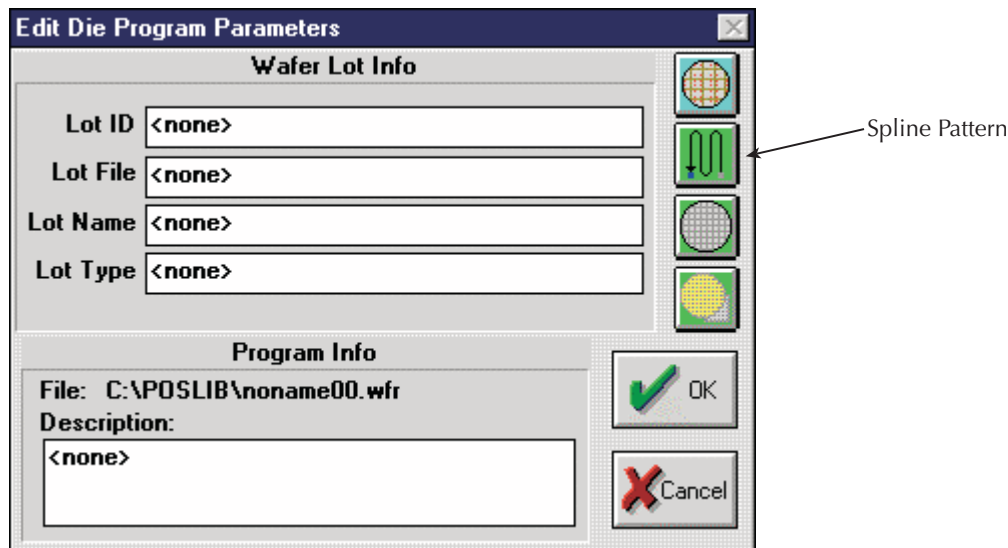 Edit Die Program Parameters
Wafer Lot Info
Lot ID <none>
Lot File <none>
Lot Name <none>
Lot Type <none>
Spline Pattern
Program Info
File: C:\POSLIB\noname00.wfr
Description:
<none>
OK
Cancel